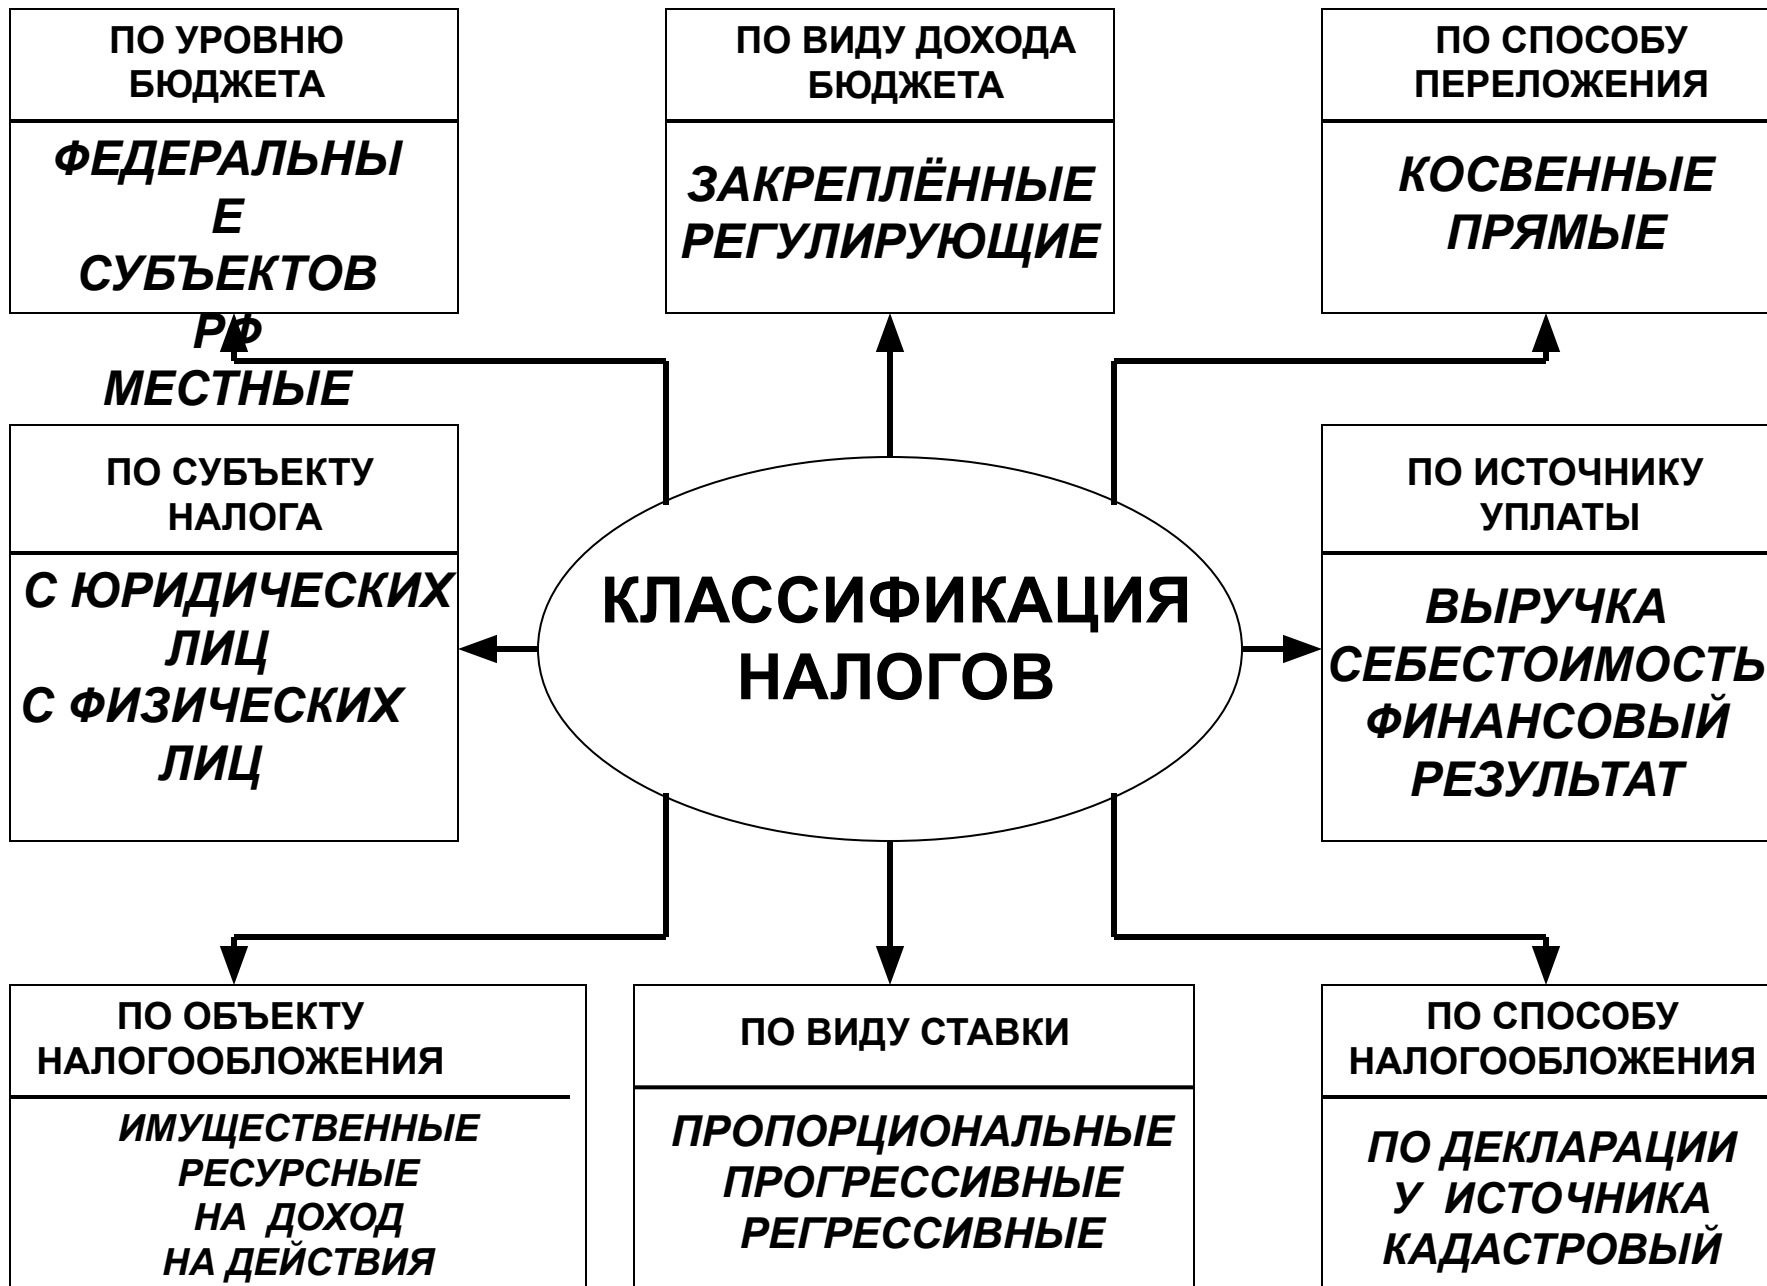 ПО УРОВНЮ
БЮДЖЕТА
ФЕДЕРАЛЬНЫ
Е
СУБЪЕКТОВ
РФ
МЕСТНЫЕ
ПО ВИДУ ДОХОДА
БЮДЖЕТА
ЗАКРЕПЛЁННЫЕ
РЕГУЛИРУЮЩИЕ
ПО СПОСОБУ
ПЕРЕЛОЖЕНИЯ
КОСВЕННЫЕ
ПРЯМЫЕ
ПО СУБЪЕКТУ
НАЛОГА
С ЮРИДИЧЕСКИХ
ЛИЦ
С ФИЗИЧЕСКИХ
ЛИЦ
КЛАССИФИКАЦИЯ
НАЛОГОВ
ПО ИСТОЧНИКУ
УПЛАТЫ
ВЫРУЧКА
СЕБЕСТОИМОСТЬ
ФИНАНСОВЫЙ
РЕЗУЛЬТАТ
ПО ОБЪЕКТУ
НАЛОГООБЛОЖЕНИЯ
ИМУЩЕСТВЕННЫЕ
РЕСУРСНЫЕ
НА ДОХОД
НА ДЕЙСТВИЯ
ПО ВИДУ СТАВКИ
ПРОПОРЦИОНАЛЬНЫЕ
ПРОГРЕССИВНЫЕ
РЕГРЕССИВНЫЕ
ПО СПОСОБУ
НАЛОГООБЛОЖЕНИЯ
ПО ДЕКЛАРАЦИИ
У ИСТОЧНИКА
КАДАСТРОВЫЙ